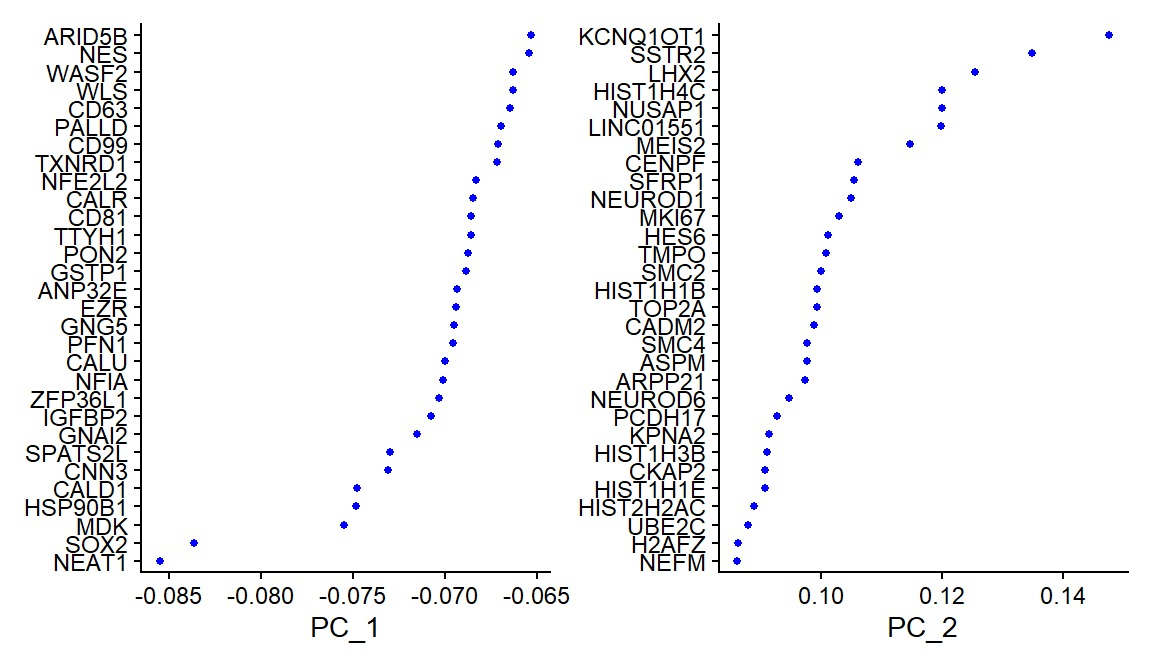 ARID5B
NES
WASF2
WLS
CD63
PALLD
CD99
TXNRD1
NFE2L2
CALR
CD81
TTYH1
PON2
GSTP1
ANP32E
EZR
GNG5
PFN1
CALU
NFIA
ZFP36L1
IGFBP2
GNAI2
SPATS2L
CNN3
CALD1
HSP90B1
MDK
SOX2
NEAT1
-0.085 -0.080 -0.075 -0.070 -0.065
PC_1
KCNQ1OT1
SSTR2
LHX2
HIST1H4C
NUSAP1
LINC01551
MEIS2
CENPF
SFRP1
NEUROD1
MKI67
HES6
TMPO
SMC2
HIST1H1B
TOP2A
CADM2
SMC4
ASPM
ARPP21
NEUROD6
PCDH17
KPNA2
HIST1H3B
CKAP2
HIST1H1E
HIST2H2AC
UBE2C
H2AFZ
NEFM
0.10 0.12 0.14
PC_2